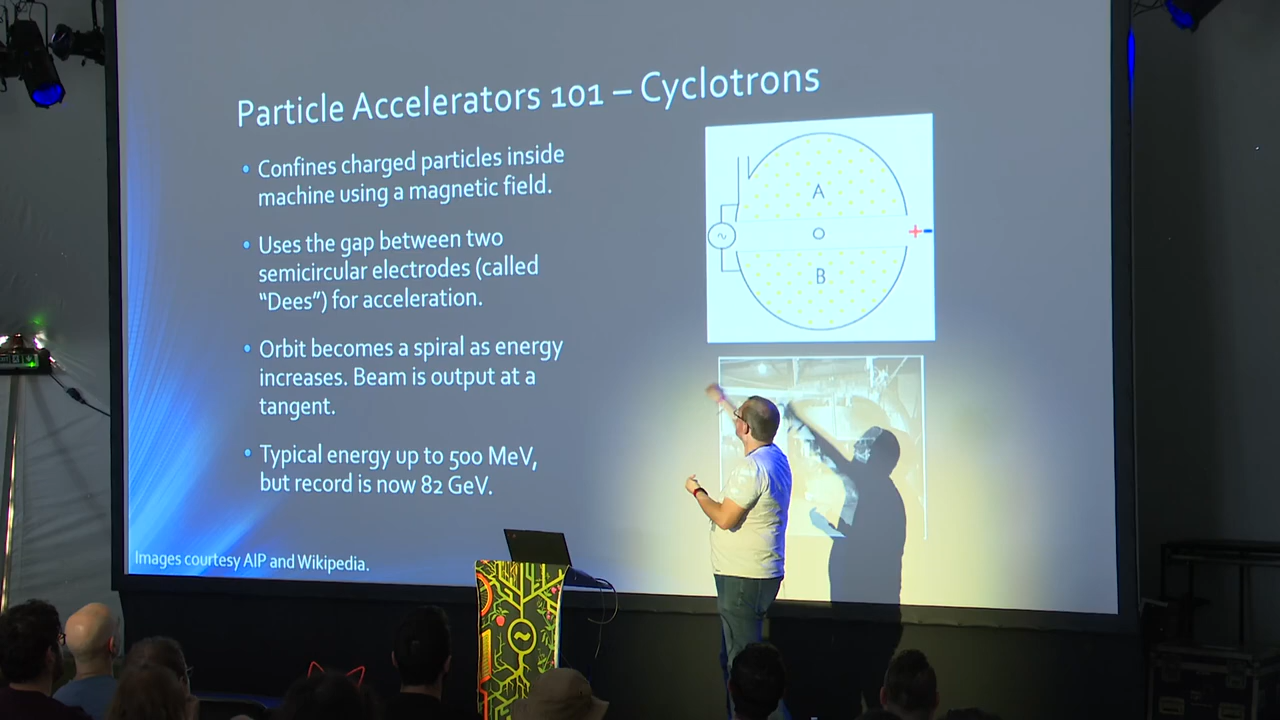 Particle Accelerators 101 – Cyclotrons
• Confines charged particles inside
machine using a magnetic field.
• Uses the gap between two
semicircular electrodes (called
“Dees”) for acceleration.
• Orbit becomes a spiral as energy
increases. Beam is output at a
tangent.
• Typical energy up to 500 MeV,
but record is now 82 GeV.
A
~
O
+-
B
Images courtesy AIP and Wikipedia.
~